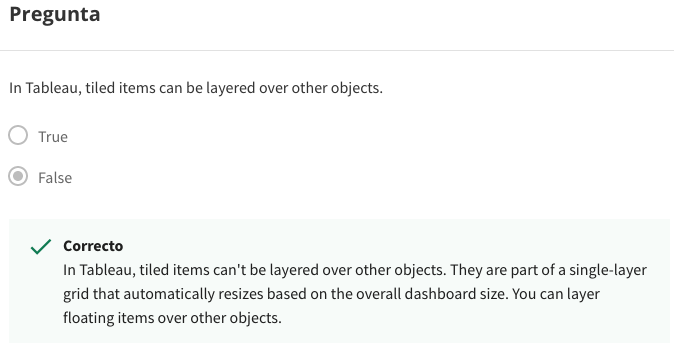 Pregunta
In Tableau, tiled items can be layered over other objects.
True
False
Correcto
In Tableau, tiled items can't be layered over other objects. They are part of a single-layer
grid that automatically resizes based on the overall dashboard size. You can layer
floating items over other objects.